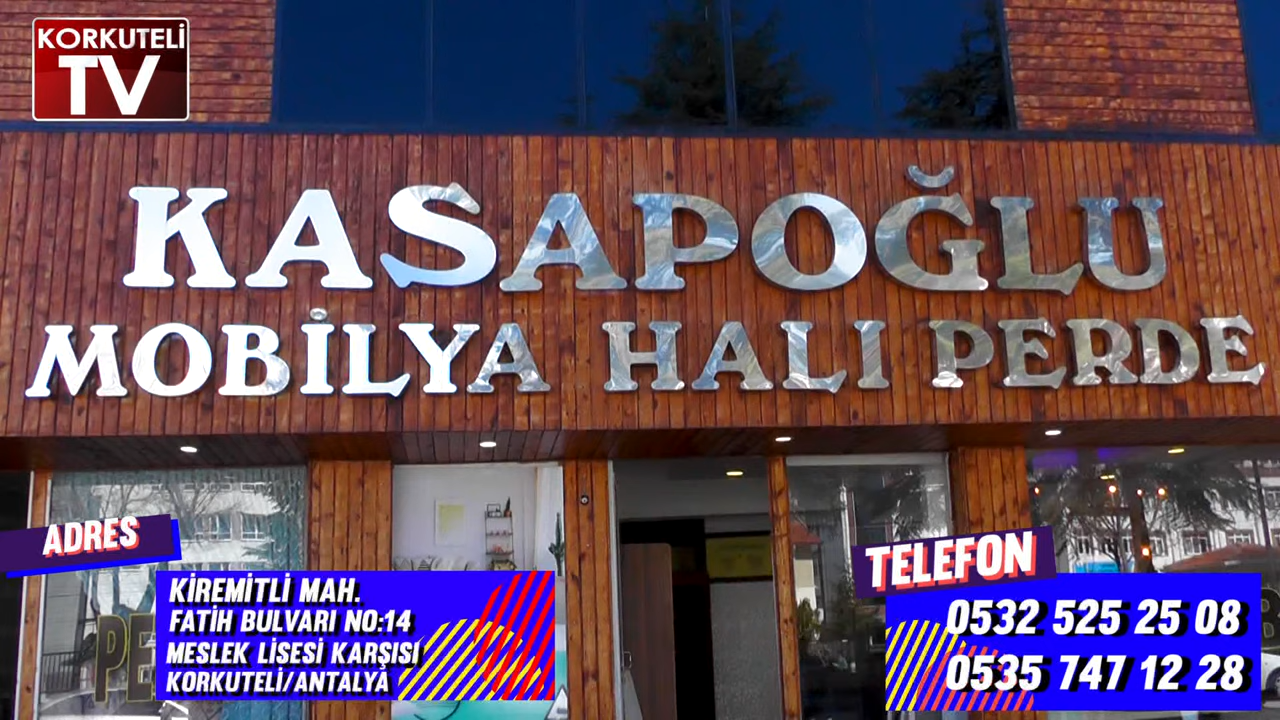 KORKUTELİ
TV
KASAPOĞLU
MOBİLYA HALI PERDE
ADRES
KİREMİTLİ MAH.
FATİH BULVARI NO:14
MESLEK LİSESİ KARŞISI
KORKUTELİ/ANTALYA
TELEFON
0532 525 25 08
0535 747 12 28